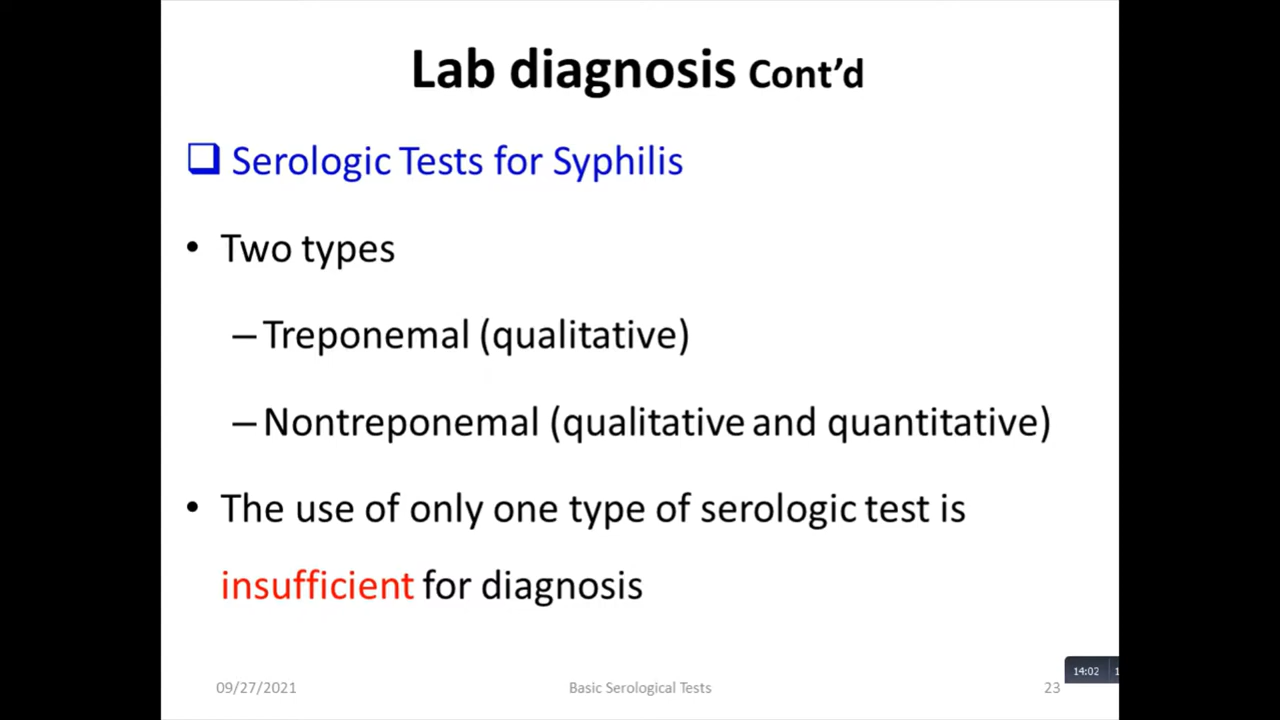 Lab diagnosis Cont’d
❑ Serologic Tests for Syphilis
• Two types
– Treponemal (qualitative)
– Nontreponemal (qualitative and quantitative)
• The use of only one type of serologic test is
insufficient for diagnosis
14:02
09/27/2021
Basic Serological Tests
23